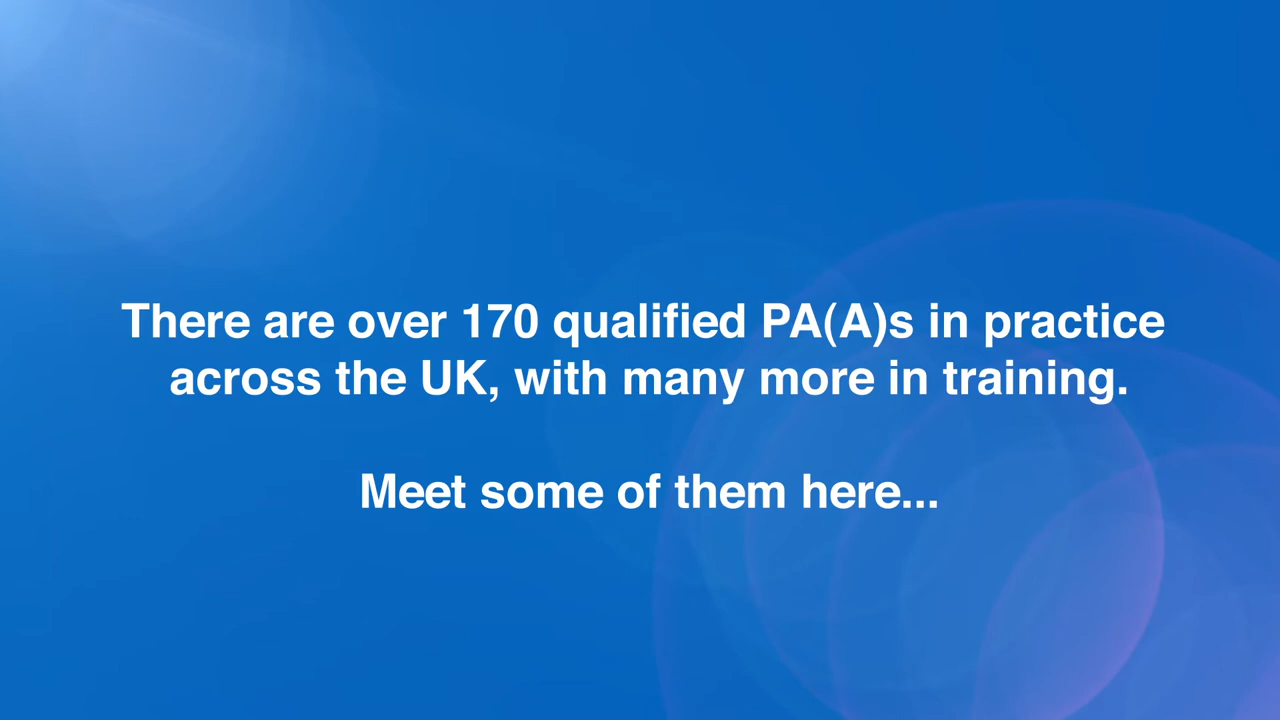 There are over 170 qualified PA(A)s in practice
across the UK, with many more in training.
Meet some of them here...